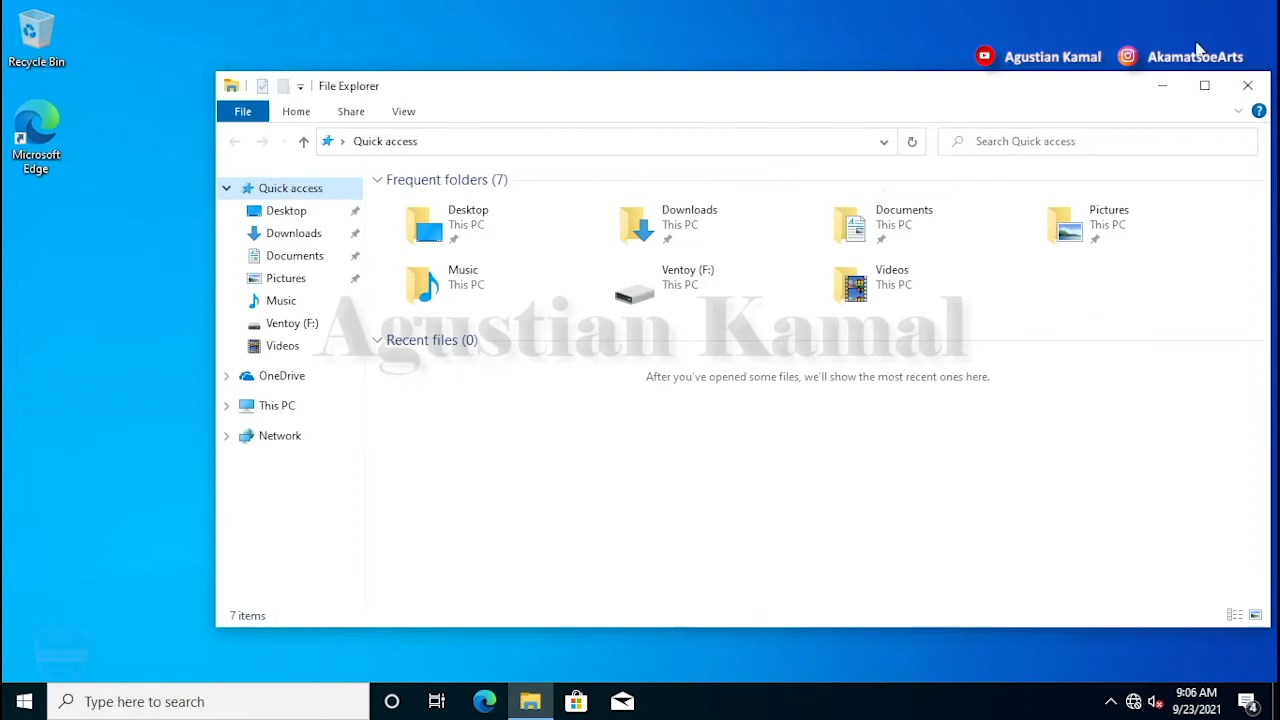 Recycle Bin
Agustian Kamal AkamatsoeArts
File Explorer
Microsoft
Edge
File Home Share View
Quick access
Search Quick access
Frequent folders (7)
Quick access
Desktop
Downloads
Documents
Pictures
Music
Ventoy (F:)
Videos
OneDrive
This PC
Network
Desktop
This PC
Downloads
This PC
Documents
This PC
Pictures
This PC
Music
This PC
Ventoy (F:)
This PC
Videos
This PC
Agustian Kamal
Recent files (0)
After you've opened some files, we'll show the most recent ones here.
7 items
Type here to search
9:06 AM
9/23/2021
4